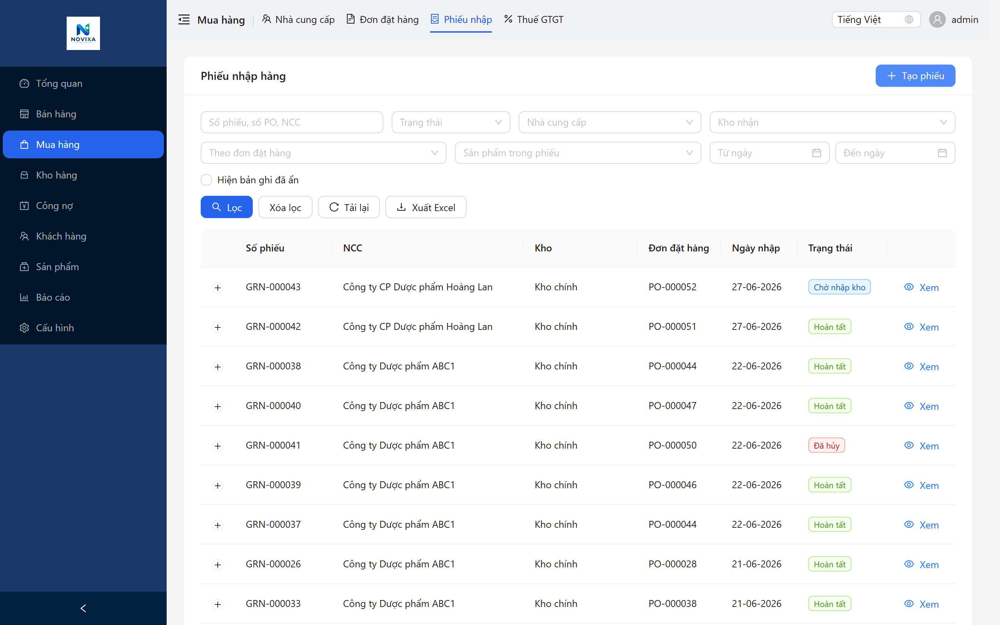 NOVIXA
Tổng quan
Bán hàng
Mua hàng
Kho hàng
Công nợ
Khách hàng
Sản phẩm
Báo cáo
Cấu hình
Mua hàng Nhà cung cấp Đơn đặt hàng Phiếu nhập Thuế GTGT Tiếng Việt admin
Phiếu nhập hàng Tạo phiếu
Số phiếu, số PO, NCC Trạng thái Nhà cung cấp Kho nhận
Theo đơn đặt hàng Sản phẩm trong phiếu Từ ngày Đến ngày
Hiện bản ghi đã ẩn
Lọc Xóa lọc Tải lại Xuất Excel
Số phiếu NCC Kho Đơn đặt hàng Ngày nhập Trạng thái
GRN-000043 Công ty CP Dược phẩm Hoàng Lan Kho chính PO-000052 27-06-2026 Chờ nhập kho Xem
GRN-000042 Công ty CP Dược phẩm Hoàng Lan Kho chính PO-000051 27-06-2026 Hoàn tất Xem
GRN-000038 Công ty Dược phẩm ABC1 Kho chính PO-000044 22-06-2026 Hoàn tất Xem
GRN-000040 Công ty Dược phẩm ABC1 Kho chính PO-000047 22-06-2026 Hoàn tất Xem
GRN-000041 Công ty Dược phẩm ABC1 Kho chính PO-000050 22-06-2026 Đã hủy Xem
GRN-000039 Công ty Dược phẩm ABC1 Kho chính PO-000046 22-06-2026 Hoàn tất Xem
GRN-000037 Công ty Dược phẩm ABC1 Kho chính PO-000044 22-06-2026 Hoàn tất Xem
GRN-000026 Công ty Dược phẩm ABC1 Kho chính PO-000028 21-06-2026 Hoàn tất Xem
GRN-000033 Công ty Dược phẩm ABC1 Kho chính PO-000038 21-06-2026 Hoàn tất Xem